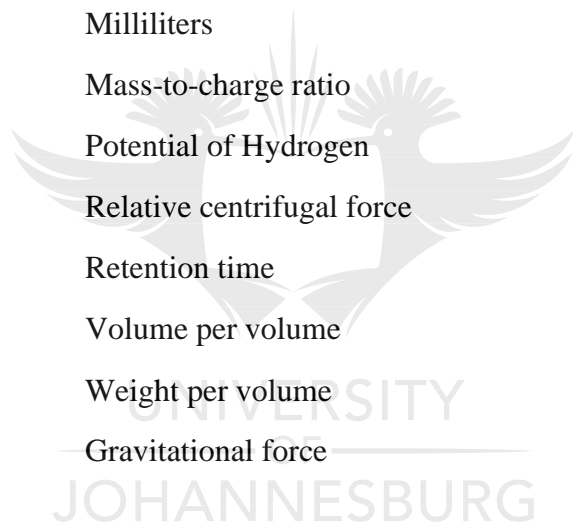 Milliliters
Mass-to-charge ratio
Potential of Hydrogen
Relative centrifugal force
Retention time
Volume per volume
UNIVERSITY
Weight per volume
OF
Gravitational force
JOHANNESBURG